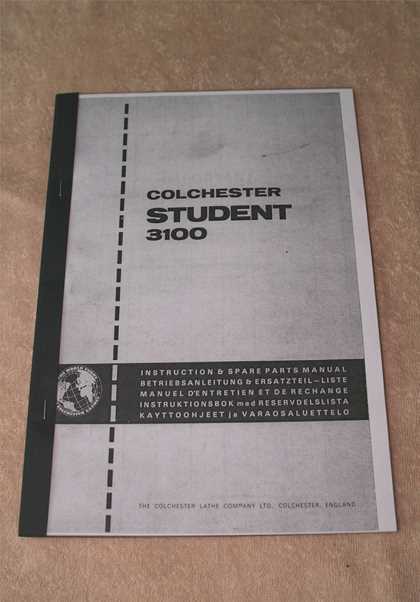 COLCHESTER
STUDENT
3100
INSTRUCTION & SPARE PARTS MANUAL
BETRIEBSANLEITUNG & ERSATZTEIL–LISTE
MANUEL D'ENTRETIEN ET DE RECHANGE
INSTRUKTIONSBOK med RESERVDELSLISTA
KAYTTOOHJEET ja VARAOSALUETTELO
THE COLCHESTER LATHE COMPANY LTD, COLCHESTER, ENGLAND